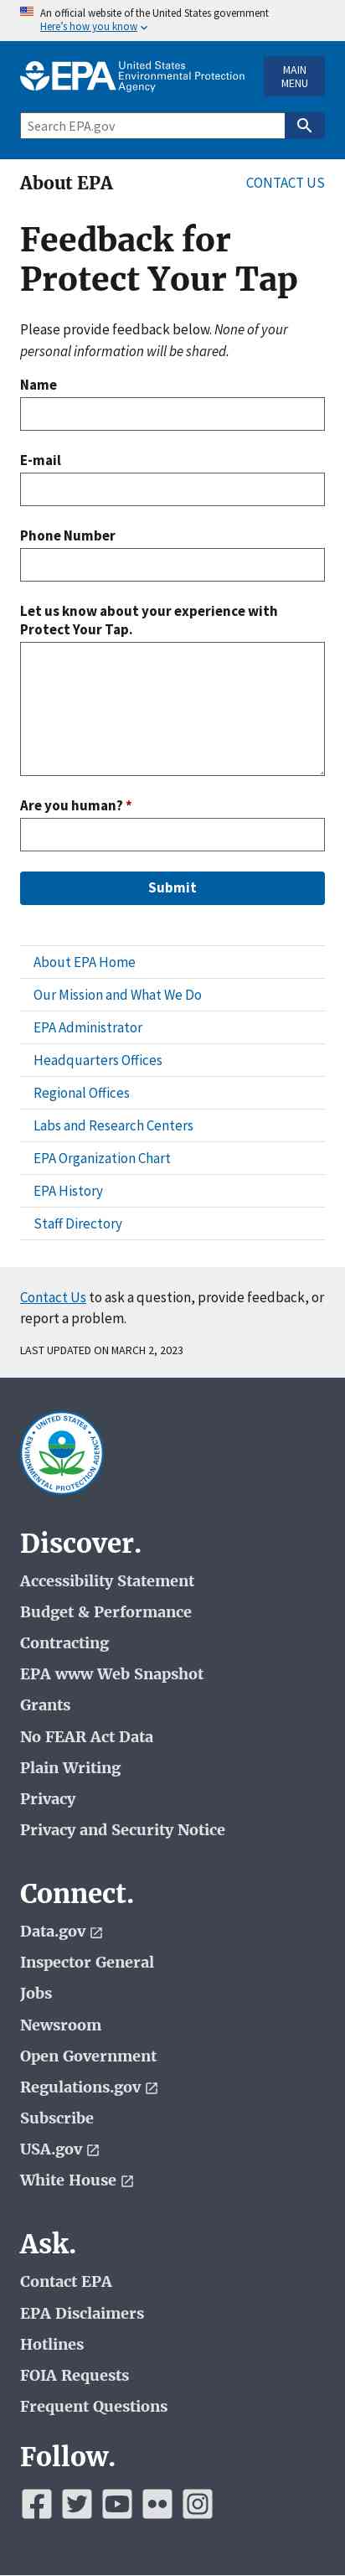 An official website of the United States government
Here's how you know
EPA United States
Environmental Protection
Agency
MAIN
MENU
Search EPA.gov
About EPA
CONTACT US
Feedback for
Protect Your Tap
Please provide feedback below. None of your
personal information will be shared.
Name
E-mail
Phone Number
Let us know about your experience with
Protect Your Tap.
Are you human? *
Submit
About EPA Home
Our Mission and What We Do
EPA Administrator
Headquarters Offices
Regional Offices
Labs and Research Centers
EPA Organization Chart
EPA History
Staff Directory
Contact Us to ask a question, provide feedback, or
report a problem.
LAST UPDATED ON MARCH 2, 2023
UNITED STATES
ENVIRONMENTAL PROTECTION AGENCY
Discover.
Accessibility Statement
Budget & Performance
Contracting
EPA www Web Snapshot
Grants
No FEAR Act Data
Plain Writing
Privacy
Privacy and Security Notice
Connect.
Data.gov
Inspector General
Jobs
Newsroom
Open Government
Regulations.gov
Subscribe
USA.gov
White House
Ask.
Contact EPA
EPA Disclaimers
Hotlines
FOIA Requests
Frequent Questions
Follow.